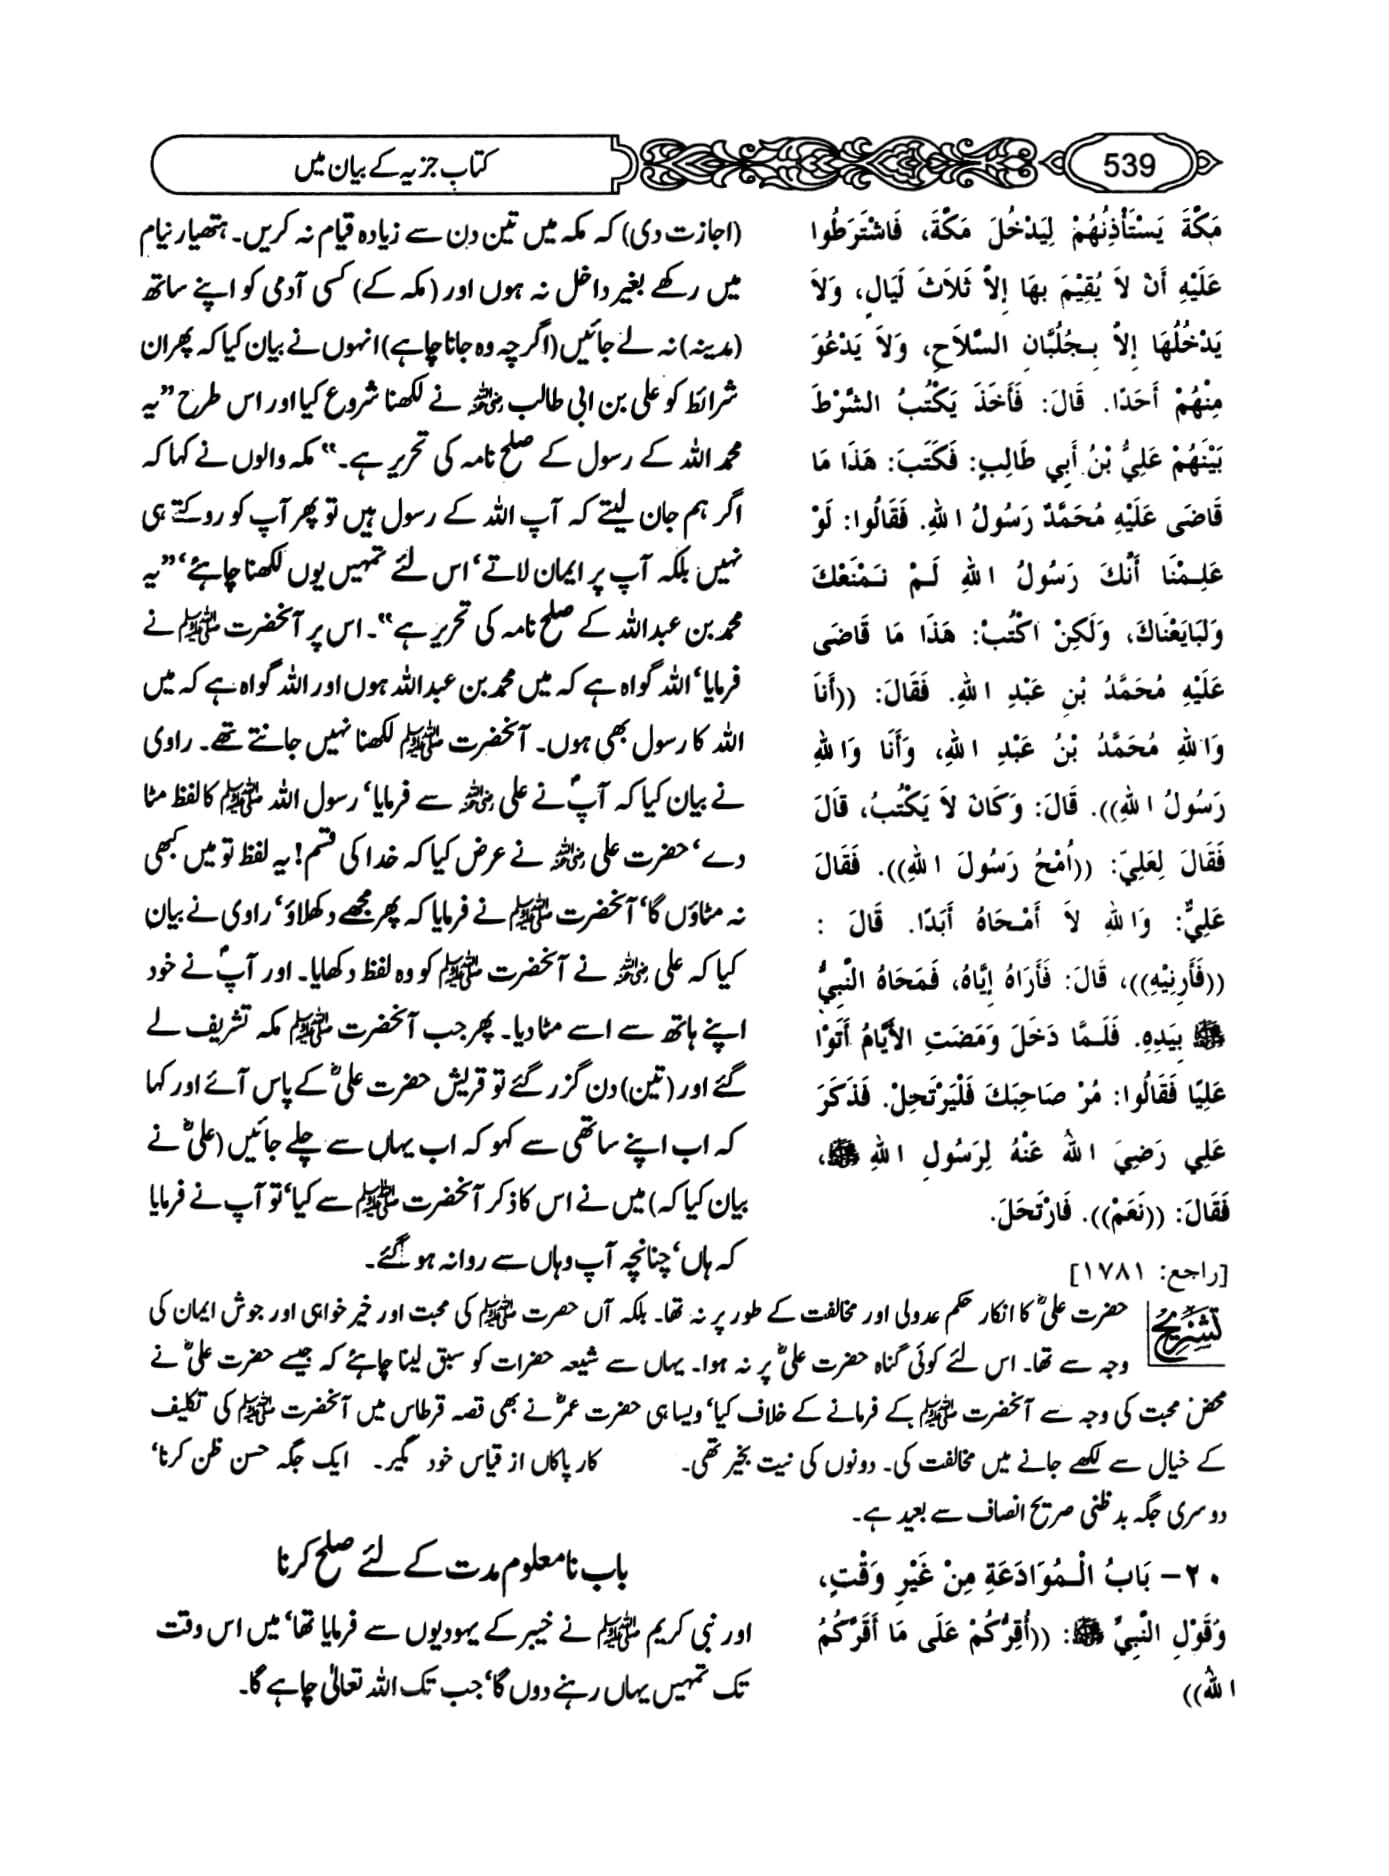 539
کتاب جزیہ کے بیان میں
مَكَّةَ يَسْتَأْذِنُهُمْ لِيَدْخُلَ مَكَّةَ، فَاشْتَرَطُوا
عَلَيْهِ أَنْ لاَ يُقِيْمَ بِهَا إِلاَّ ثَلاَثَ لَيَالٍ، وَلاَ
يَدْخُلُهَا إِلاَّ بِجُلُبَّانِ السِّلاَحِ، وَلاَ يَدْعُوَ
مِنْهُمْ أَحَدًا. قَالَ: فَأَخَذَ يَكْتُبُ الشَّرْطَ
بَيْنَهُمْ عَلِيُّ بْنُ أَبِي طَالِبٍ: فَكَتَبَ: هَذَا مَا
قَاضَى عَلَيْهِ مُحَمَّدٌ رَسُولُ اللهِ. فَقَالُوا: لَوْ
عَلِمْنَا أَنَّكَ رَسُولُ اللهِ لَمْ نَمْنَعْكَ
وَلَبَايَعْنَاكَ، وَلَكِنْ اكْتُبْ: هَذَا مَا قَاضَى
عَلَيْهِ مُحَمَّدُ بْنِ عَبْدِ اللهِ. فَقَالَ: ((أَنَا
وَاللهِ مُحَمَّدُ بْنُ عَبْدِ اللهِ، وَأَنَا وَاللهِ
رَسُولُ اللهِ)). قَالَ: وَكَانَ لاَ يَكْتُبُ، قَالَ
فَقَالَ لِعَلِيّ: ((اُمْحُ رَسُولَ اللهِ)). فَقَالَ
عَلِيٌّ: وَاللهِ لاَ أَمْحَاهُ أَبَدًا. قَالَ :
((فَأَرِنِيْهِ))، قَالَ: فَأَرَاهُ إِيَّاهُ، فَمَحَاهُ النَّبِيُّ
ﷺ بِيَدِهِ. فَلَمَّا دَخَلَ وَمَضَتِ الأَيَّامُ أَتَوْا
عَلِيًّا فَقَالُوا: مُرْ صَاحِبَكَ فَلْيَرْتَحِلْ. فَذَكَرَ
عَلِي رَضِيَ اللهُ عَنْهُ لِرَسُولِ اللهِ ﷺ،
فَقَالَ: ((نَعَمْ)). فَارْتَحَلَ.
[راجع: ١٧٨١]
(اجازت دی) کہ مکہ میں تین دن سے زیادہ قیام نہ کریں۔ ہتھیار نیام
میں رکھے بغیر داخل نہ ہوں اور (مکہ کے) کسی آدمی کو اپنے ساتھ
(مدینہ) نہ لے جائیں (اگرچہ وہ جانا چاہے) انہوں نے بیان کیا کہ پھر ان
شرائط کو علی بن ابی طالب رضی اللہ عنہ نے لکھنا شروع کیا اور اس طرح ”یہ
محمد اللہ کے رسول کے صلح نامہ کی تحریر ہے۔“ مکہ والوں نے کہا کہ
اگر ہم جان لیتے کہ آپ اللہ کے رسول ہیں تو پھر آپ کو روکتے ہی
نہیں بلکہ آپ پر ایمان لاتے‘ اس لئے تمہیں یوں لکھنا چاہئے‘ ”یہ
محمد بن عبداللہ کے صلح نامہ کی تحریر ہے“۔ اس پر آنحضرت ﷺ نے
فرمایا‘ اللہ گواہ ہے کہ میں محمد بن عبداللہ ہوں اور اللہ گواہ ہے کہ میں
اللہ کا رسول بھی ہوں۔ آنحضرت ﷺ لکھنا نہیں جانتے تھے۔ راوی
نے بیان کیا کہ آپؐ نے علی رضی اللہ عنہ سے فرمایا‘ رسول اللہ ﷺ کا لفظ مٹا
دے‘ حضرت علی رضی اللہ عنہ نے عرض کیا کہ خدا کی قسم! یہ لفظ تو میں کبھی
نہ مٹاؤں گا‘ آنحضرت ﷺ نے فرمایا کہ پھر مجھے دکھلاؤ‘ راوی نے بیان
کیا کہ علی رضی اللہ عنہ نے آنحضرت ﷺ کو وہ لفظ دکھایا۔ اور آپؐ نے خود
اپنے ہاتھ سے اسے مٹا دیا۔ پھر جب آنحضرت ﷺ مکہ تشریف لے
گئے اور (تین) دن گزر گئے تو قریش حضرت علیؓ کے پاس آئے اور کہا
کہ اب اپنے ساتھی سے کہو کہ اب یہاں سے چلے جائیں (علیؓ نے
بیان کیا کہ) میں نے اس کا ذکر آنحضرت ﷺ سے کیا‘ تو آپ نے فرمایا
کہ ہاں‘ چنانچہ آپ وہاں سے روانہ ہو گئے۔
تشریح
حضرت علیؓ کا انکار حکم عدولی اور مخالفت کے طور پر نہ تھا۔ بلکہ آں حضرت ﷺ کی محبت اور خیر خواہی اور جوش ایمان کی
وجہ سے تھا۔ اس لئے کوئی گناہ حضرت علیؓ پر نہ ہوا۔ یہاں سے شیعہ حضرات کو سبق لینا چاہئے کہ جیسے حضرت علیؓ نے
محض محبت کی وجہ سے آنحضرت ﷺ کے فرمانے کے خلاف کیا‘ ویسا ہی حضرت عمرؓ نے بھی قصہ قرطاس میں آنحضرت ﷺ کی تکلیف
کے خیال سے لکھے جانے میں مخالفت کی۔ دونوں کی نیت بخیر تھی۔ کار پاکاں از قیاس خود مگیر۔ ایک جگہ حسن ظن کرنا‘
دوسری جگہ بد ظنی صریح انصاف سے بعید ہے۔
٢٠- بَابُ الْمُوَادَعَةِ مِنْ غَيْرِ وَقْتٍ،
وَقَوْلِ النَّبِيِّ ﷺ: ((أُقِرُّكُمْ عَلَى مَا أَقَرَّكُمُ
اللهُ))
باب نامعلوم مدت کے لئے صلح کرنا
اور نبی کریم ﷺ نے خیبر کے یہودیوں سے فرمایا تھا‘ میں اس وقت
تک تمہیں یہاں رہنے دوں گا‘ جب تک اللہ تعالیٰ چاہے گا۔